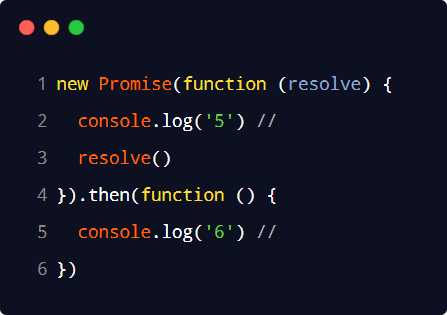 1 new Promise(function (resolve) {
2   console.log('5') //
3   resolve()
4 }).then(function () {
5   console.log('6') //
6 })